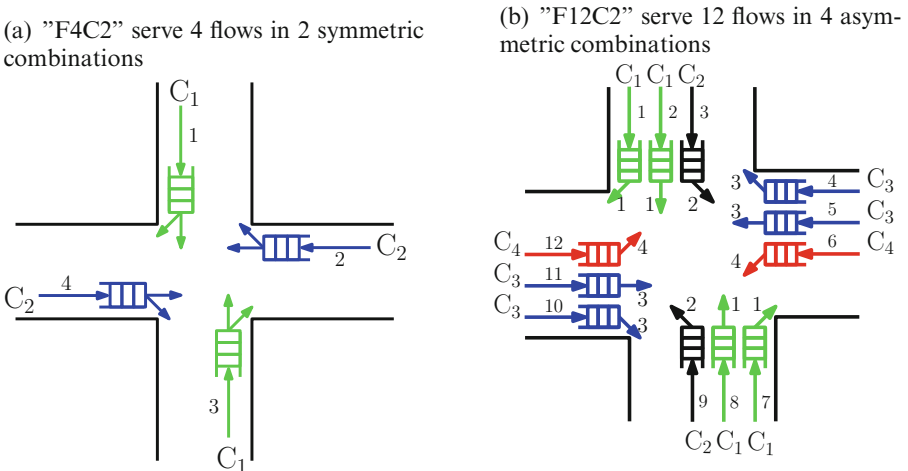 (a) ”F4C2” serve 4 flows in 2 symmetric
combinations
C1
1
C2
2
4
C2
3
C1
(b) ”F12C2” serve 12 flows in 4 asym-
metric combinations
C1 C1 C2
1 2 3
1 1 2
3 4 C3
3 5 C3
4 6 C4
C4 12 4
C3 11 3
C3 10 3
2 1 1
9 8 7
C2 C1 C1